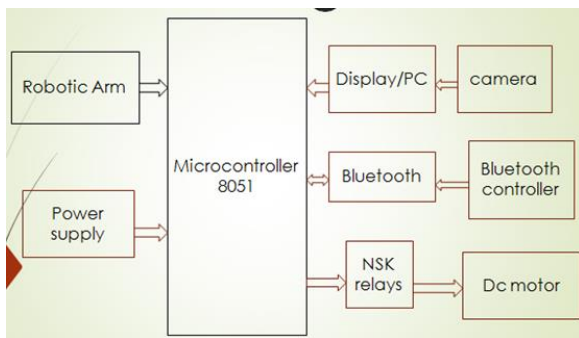 Robotic Arm
Power
supply
Microcontroller
8051
Display/PC
camera
Bluetooth
Bluetooth
controller
NSK
relays
Dc motor